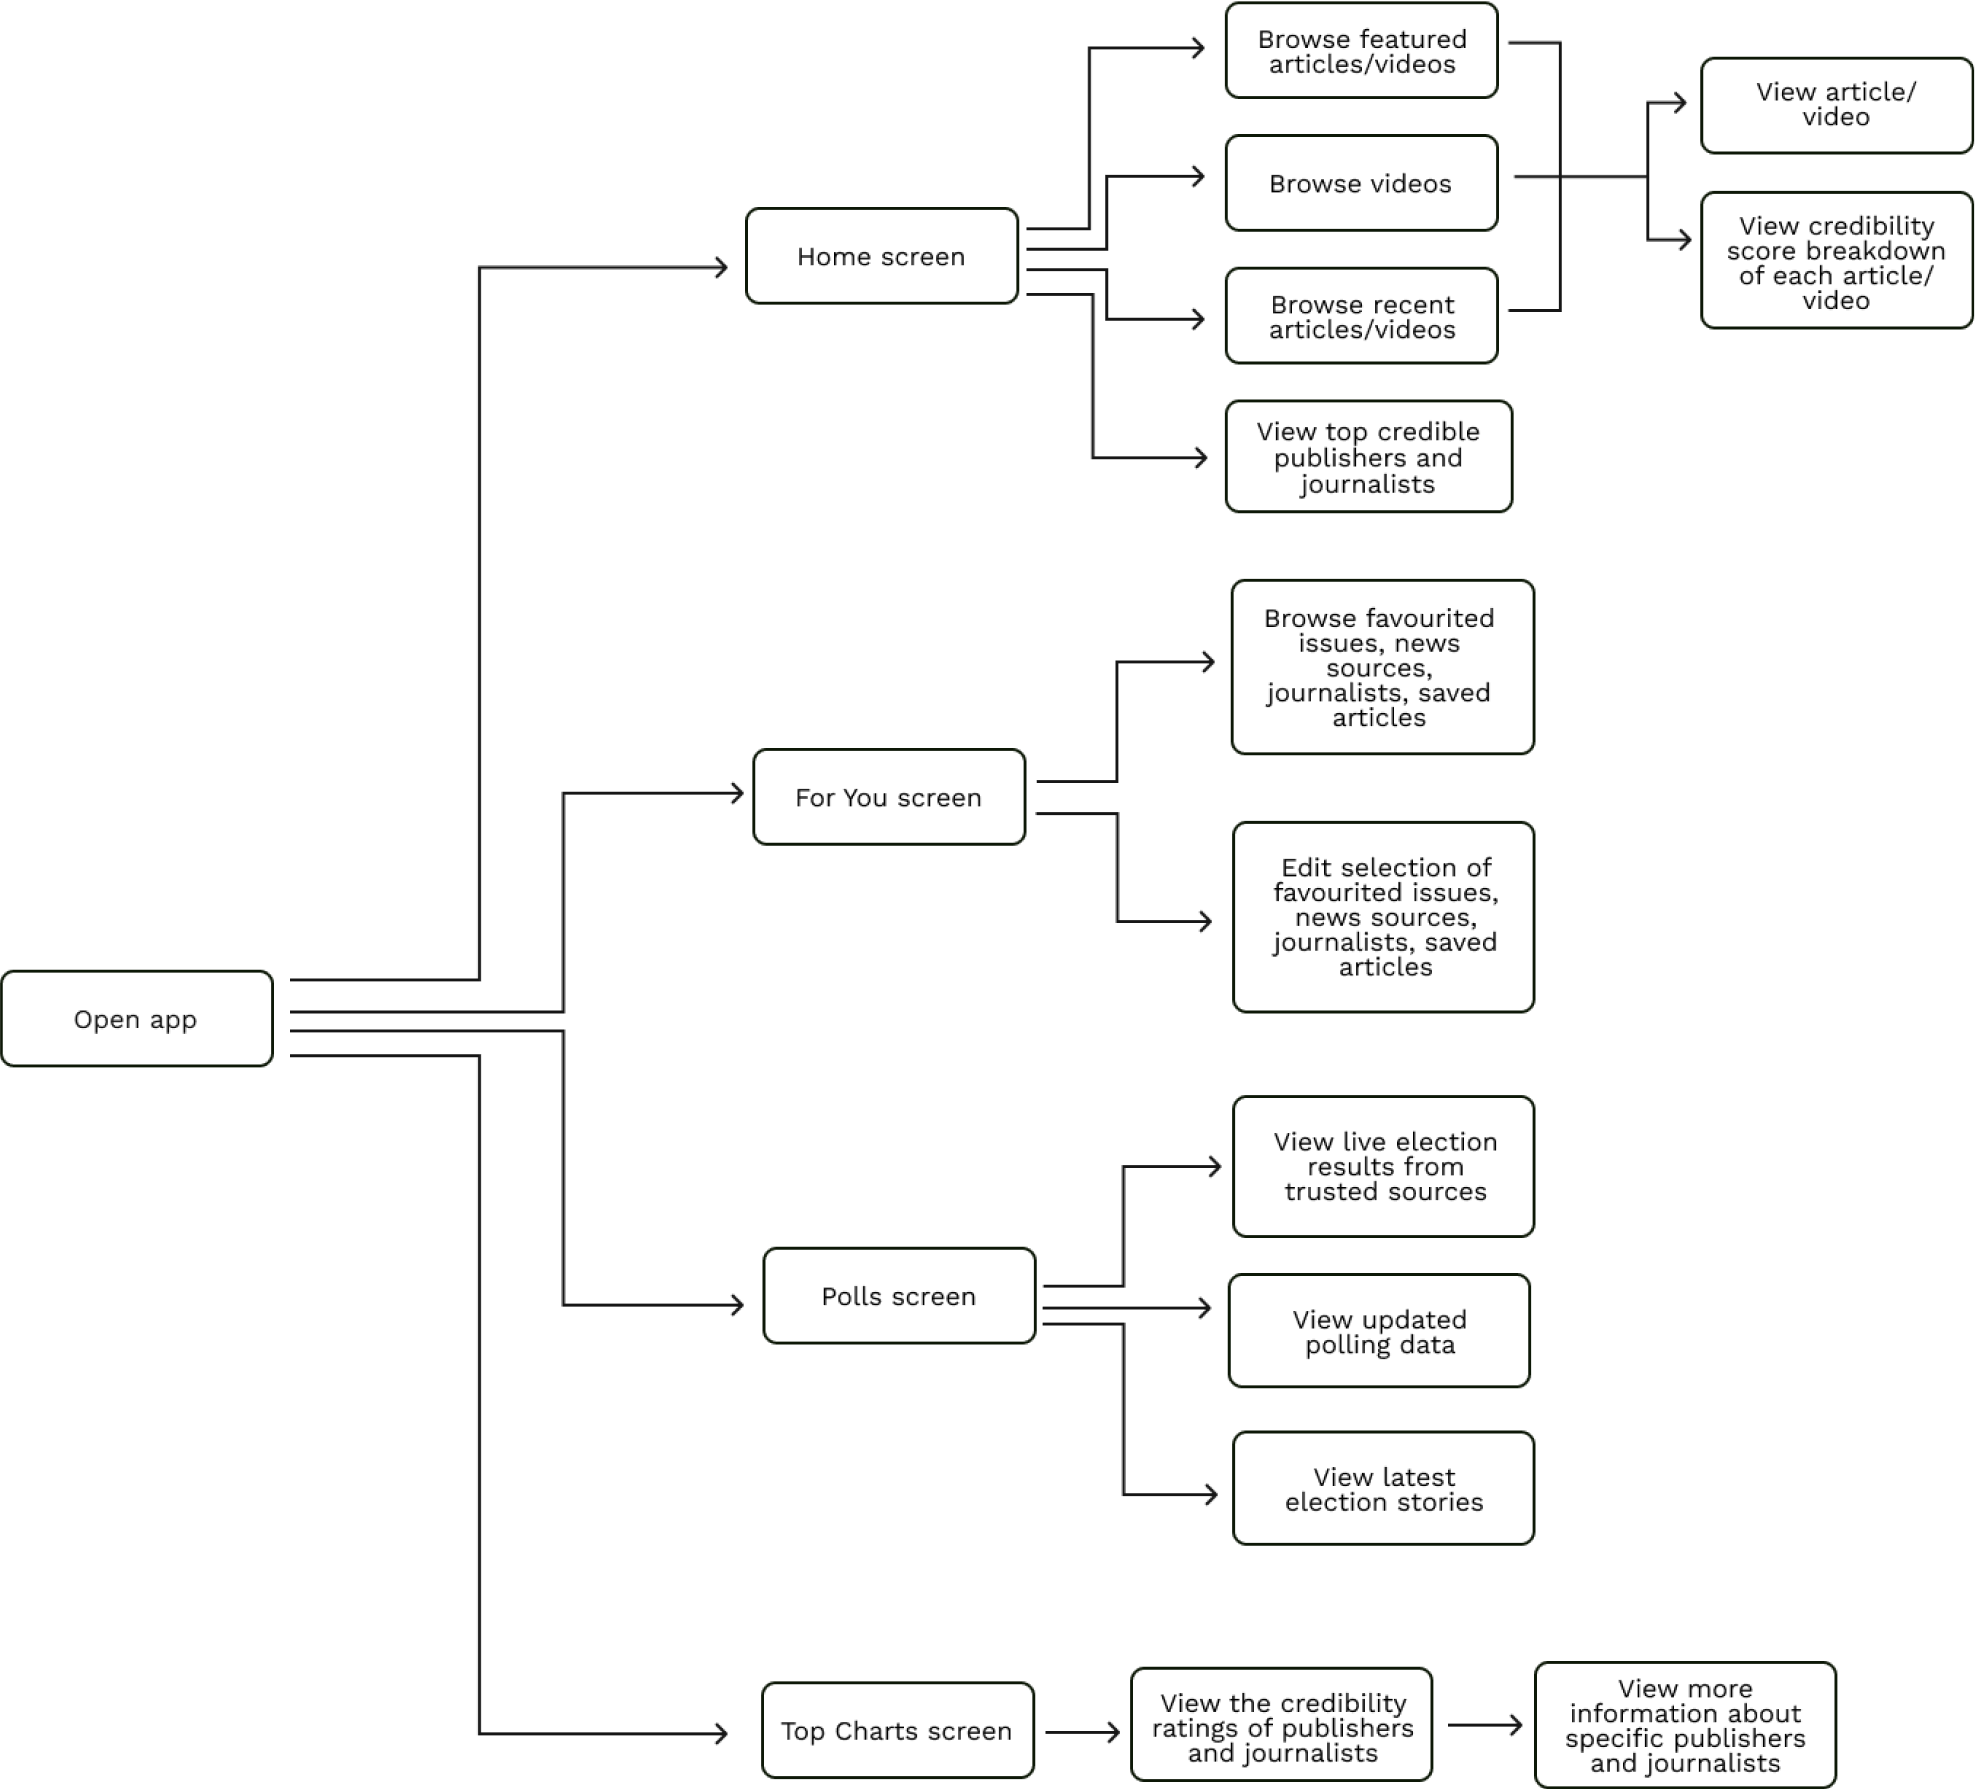 Browse featured
articles/videos
View article/
video
Browse videos
View credibility
score breakdown
of each article/
video
Home screen
Browse recent
articles/videos
View top credible
publishers and
journalists
Browse favourited
issues, news
sources,
journalists, saved
articles
For You screen
Edit selection of
favourited issues,
news sources,
journalists, saved
articles
Open app
View live election
results from
trusted sources
Polls screen
View updated
polling data
View latest
election stories
Top Charts screen
View the credibility
ratings of publishers
and journalists
View more
information about
specific publishers
and journalists